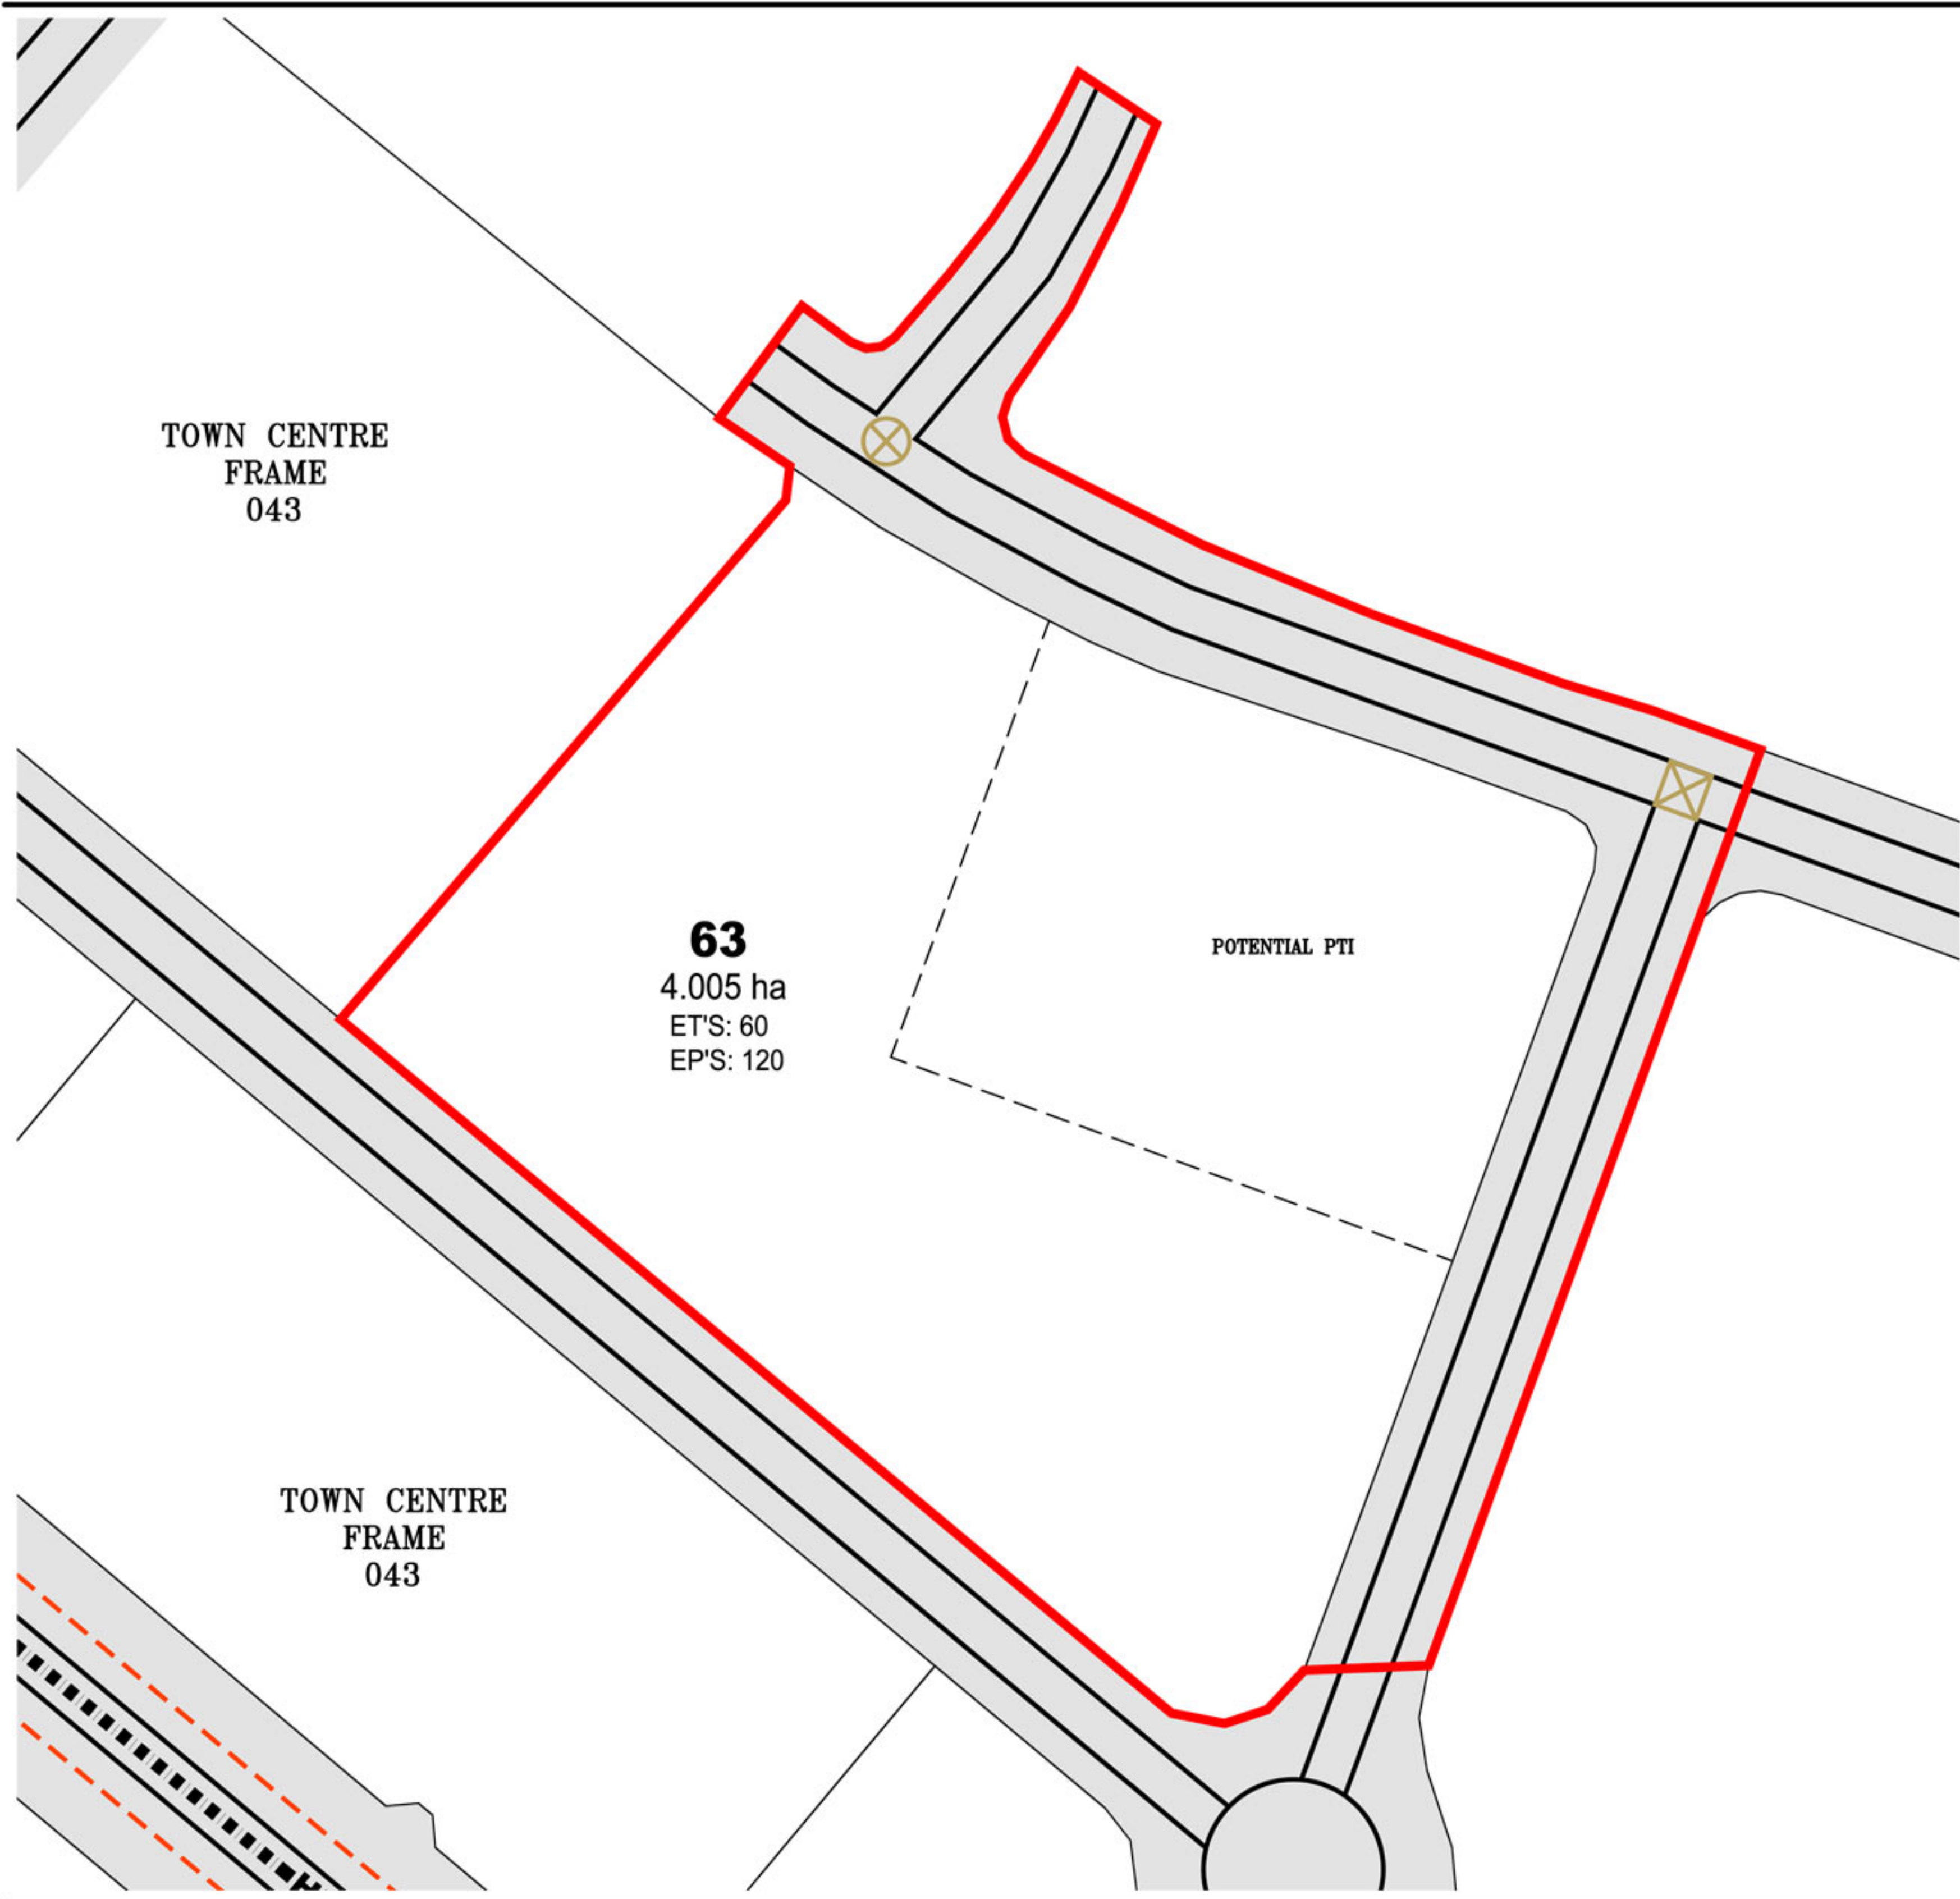 TOWN CENTRE
FRAME
043
63
4.005 ha
ET'S: 60
EP'S: 120
POTENTIAL PTI
TOWN CENTRE
FRAME
043